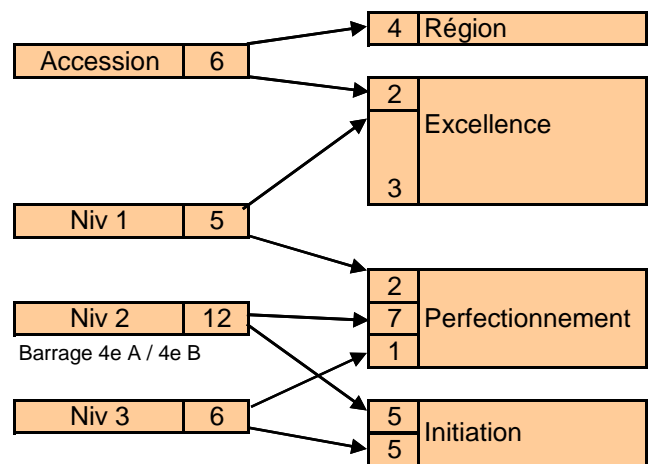 4 Région
Accession 6
2
Excellence
3
Niv 1 5
2
Niv 2 12
7 Perfectionnement
Barrage 4e A / 4e B
1
Niv 3 6
5
Initiation
5